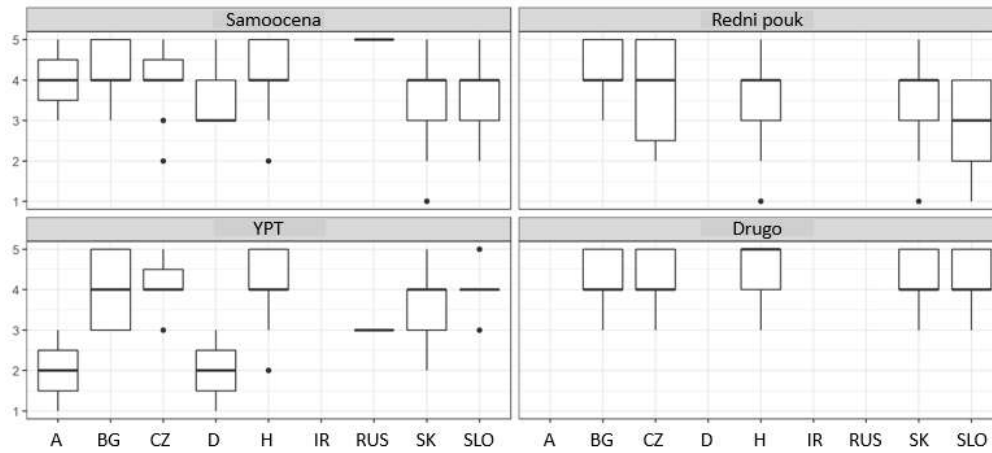 Samoocena
Redni pouk
5
4
3
2
1
YPT
Drugo
5
4
3
2
1
A BG CZ D H IR RUS SK SLO
A BG CZ D H IR RUS SK SLO